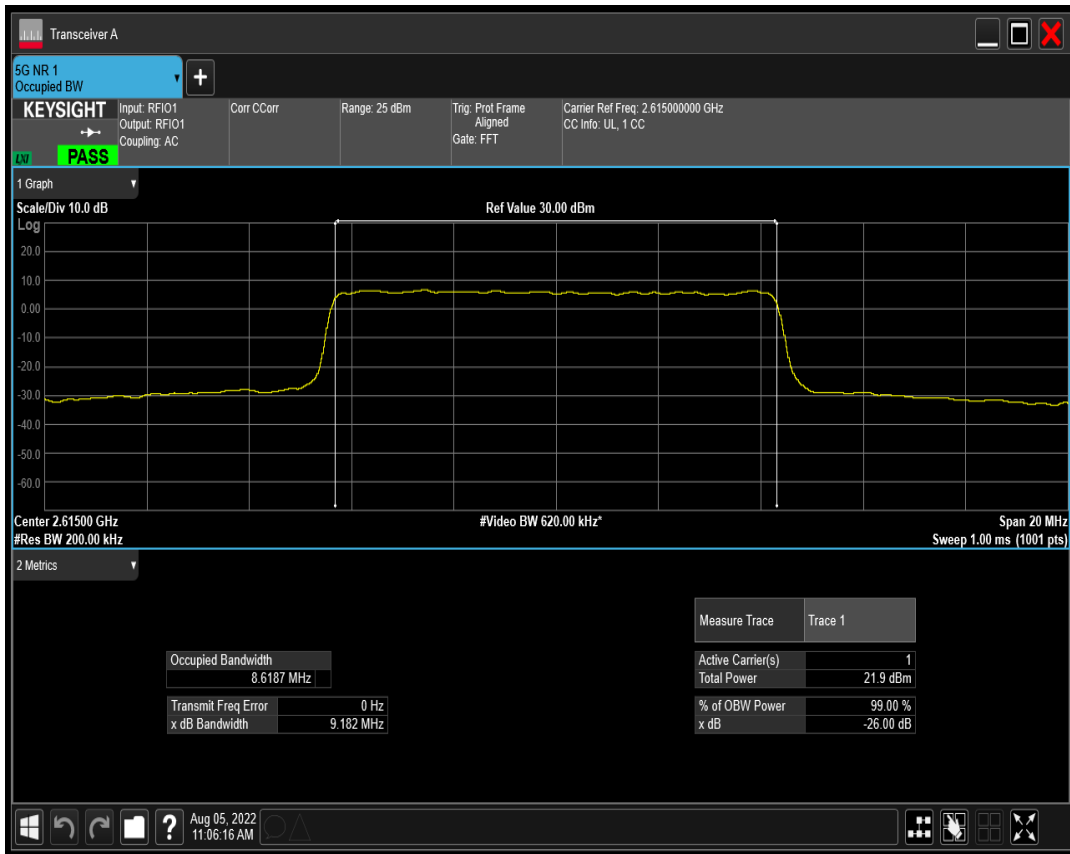 Transceiver A
5G NR 1
Occupied BW
KEYSIGHT
LXI
PASS
Input: RFIO1
Output: RFIO1
Coupling: AC
Corr CCorr
Range: 25 dBm
Trig: Prot Frame
Aligned
Gate: FFT
Carrier Ref Freq: 2.615000000 GHz
CC Info: UL, 1 CC
1 Graph
Scale/Div 10.0 dB
Ref Value 30.00 dBm
Log
20.0
10.0
0.00
-10.0
-20.0
-30.0
-40.0
-50.0
-60.0
Center 2.61500 GHz
#Video BW 620.00 kHz*
Span 20 MHz
#Res BW 200.00 kHz
Sweep 1.00 ms (1001 pts)
2 Metrics
Measure Trace Trace 1
Occupied Bandwidth
8.6187 MHz
Active Carrier(s) 1
Total Power 21.9 dBm
Transmit Freq Error 0 Hz
x dB Bandwidth 9.182 MHz
% of OBW Power 99.00 %
x dB -26.00 dB
?
Aug 05, 2022
11:06:16 AM